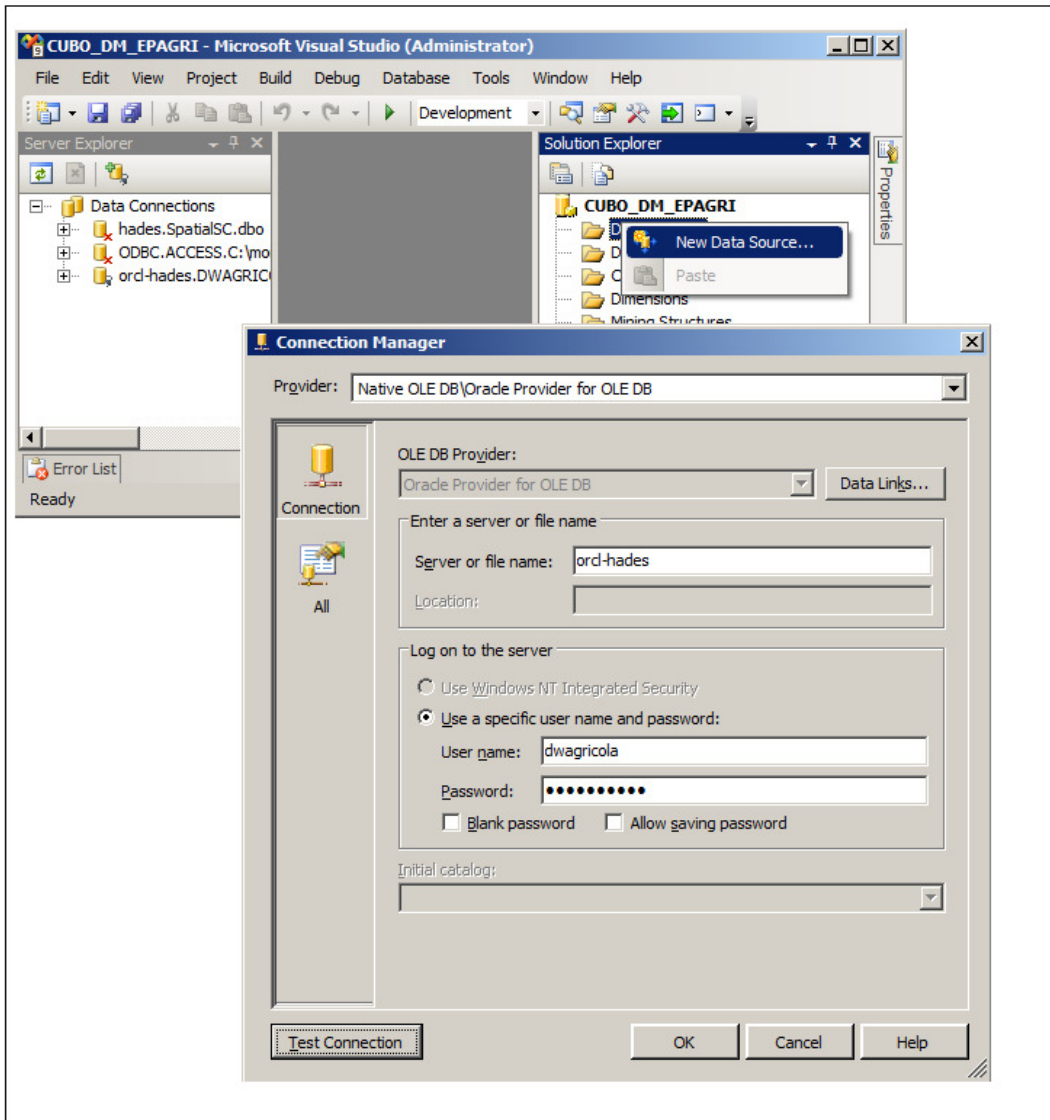 CUBO_DM_EPAGRI - Microsoft Visual Studio (Administrator)
File Edit View Project Build Debug Database Tools Window Help
Development
Server Explorer
Data Connections
hades.SpatialSC.dbo
ODBC.ACCESS.C:\mo
orcl-hades.DWAGRIC
Error List
Ready
Solution Explorer
CUBO_DM_EPAGRI
D
New Data Source...
D
C
Paste
Dimensions
Mining Structures
Properties
Connection Manager
Provider: Native OLE DB\Oracle Provider for OLE DB
Connection
All
OLE DB Provider:
Oracle Provider for OLE DB
Data Links...
Enter a server or file name
Server or file name: orcl-hades
Location:
Log on to the server
Use Windows NT Integrated Security
Use a specific user name and password:
User name: dwagricola
Password: ●●●●●●●●●●
Blank password Allow saving password
Initial catalog:
Test Connection OK Cancel Help